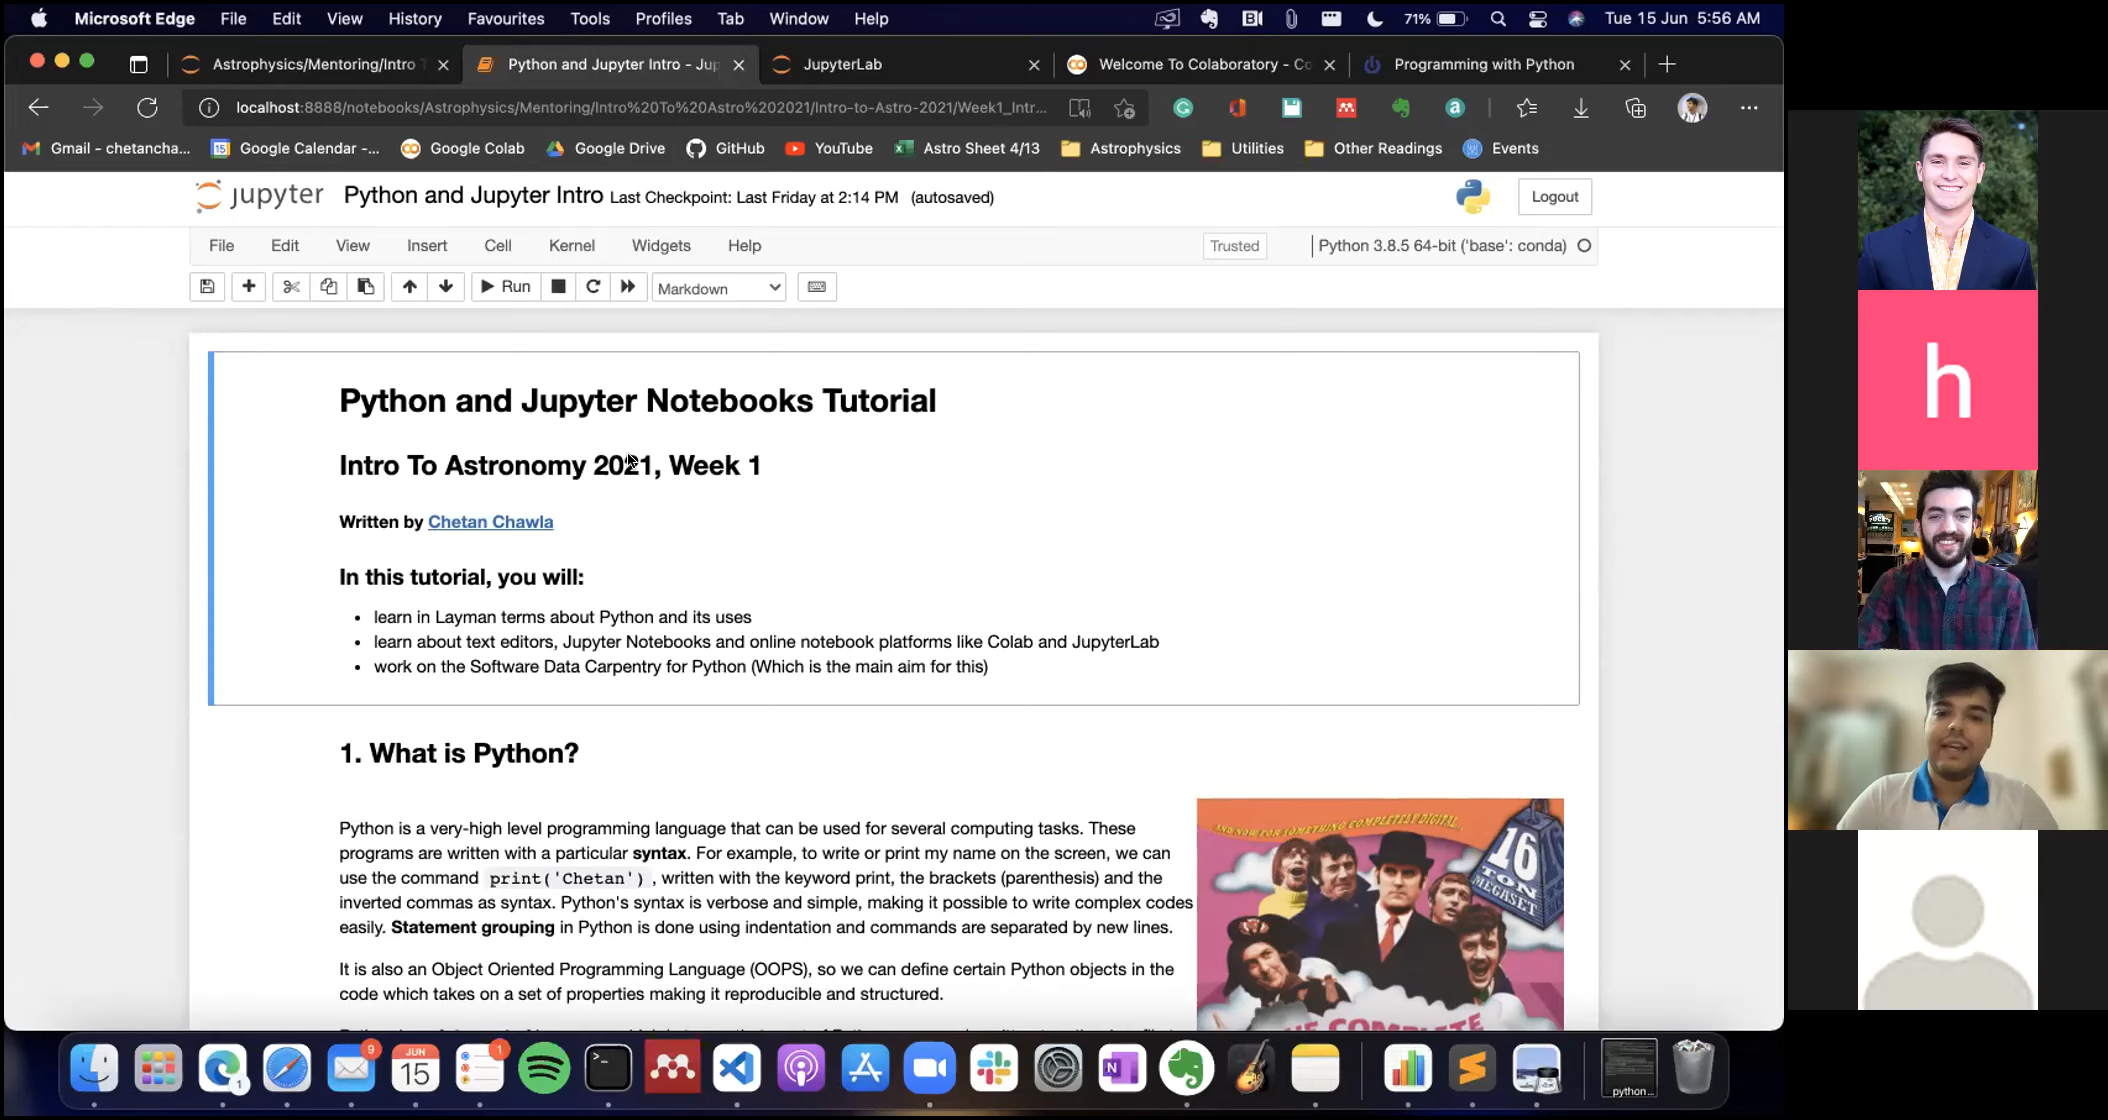 Microsoft Edge File Edit View History Favourites Tools Profiles Tab Window Help 71% Tue 15 Jun 5:56 AM
Astrophysics/Mentoring/Intro T Python and Jupyter Intro - Jup JupyterLab Welcome To Colaboratory - Co Programming with Python
localhost:8888/notebooks/Astrophysics/Mentoring/Intro%20To%20Astro%202021/Intro-to-Astro-2021/Week1_Intr...
Gmail - chetancha... Google Calendar -... Google Colab Google Drive GitHub YouTube Astro Sheet 4/13 Astrophysics Utilities Other Readings Events
jupyter Python and Jupyter Intro Last Checkpoint: Last Friday at 2:14 PM (autosaved) Logout
File Edit View Insert Cell Kernel Widgets Help Trusted Python 3.8.5 64-bit ('base': conda)
Run Markdown
Python and Jupyter Notebooks Tutorial
Intro To Astronomy 2021, Week 1
Written by Chetan Chawla
In this tutorial, you will:
• learn in Layman terms about Python and its uses
• learn about text editors, Jupyter Notebooks and online notebook platforms like Colab and JupyterLab
• work on the Software Data Carpentry for Python (Which is the main aim for this)
1. What is Python?
Python is a very-high level programming language that can be used for several computing tasks. These
programs are written with a particular syntax. For example, to write or print my name on the screen, we can
use the command print('Chetan') , written with the keyword print, the brackets (parenthesis) and the
inverted commas as syntax. Python's syntax is verbose and simple, making it possible to write complex codes
easily. Statement grouping in Python is done using indentation and commands are separated by new lines.
It is also an Object Oriented Programming Language (OOPS), so we can define certain Python objects in the
code which takes on a set of properties making it reproducible and structured.
AND NOW FOR SOMETHING COMPLETELY DIGITAL...
16
TON
MEGASET
COMPLETE
h
9
JUN
15
1
1
N
python...